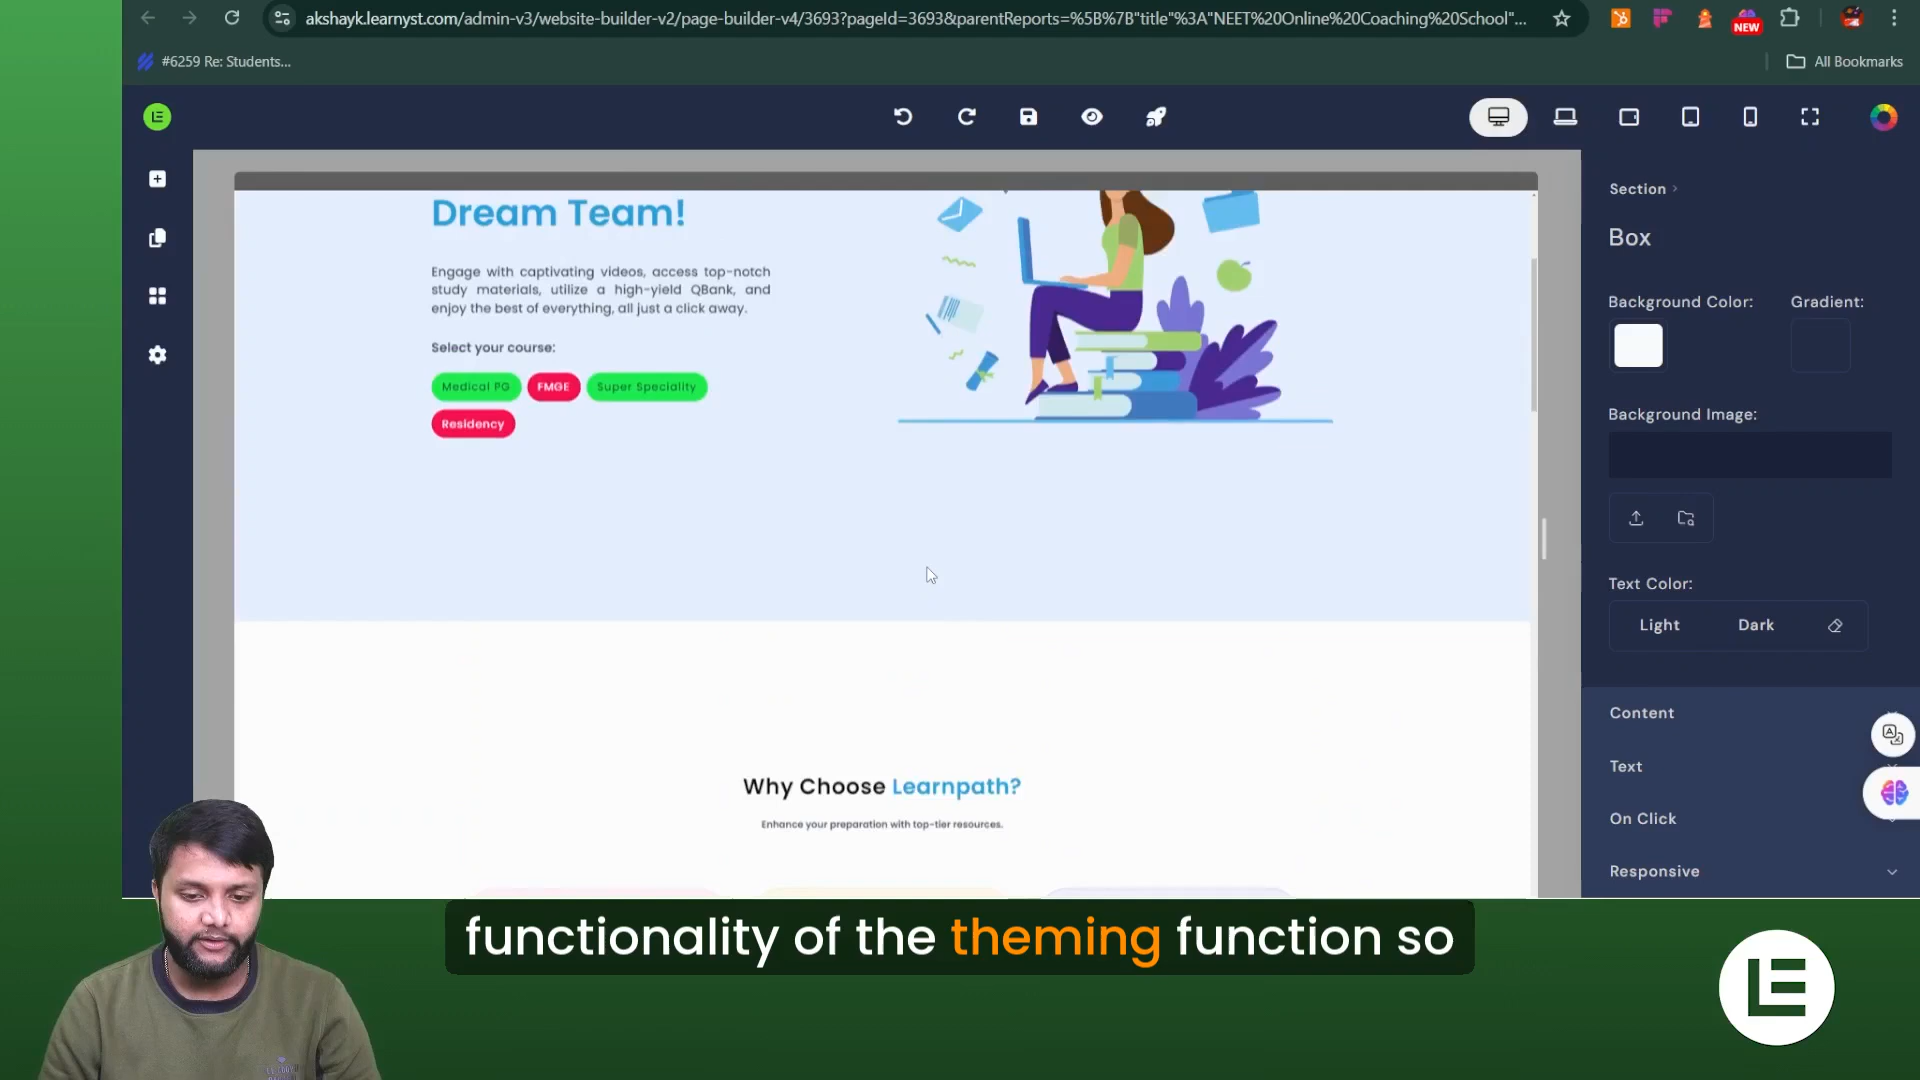 akshayk.learnyst.com/admin-v3/website-builder-v2/page-builder-v4/3693?pageId=3693&parentReports=%5B%7B"title"%3A"NEET%20Online%20Coaching%20School"...
NEW
#6259 Re: Students...
All Bookmarks
Section
Box
Background Color:
Gradient:
Background Image:
Text Color:
Light
Dark
Content
Text
On Click
Responsive
Dream Team!
Engage with captivating videos, access top-notch
study materials, utilize a high-yield QBank, and
enjoy the best of everything, all just a click away.
Select your course:
Medical PG
FMGE
Super Speciality
Residency
Why Choose Learnpath?
Enhance your preparation with top-tier resources.
functionality of the theming function so